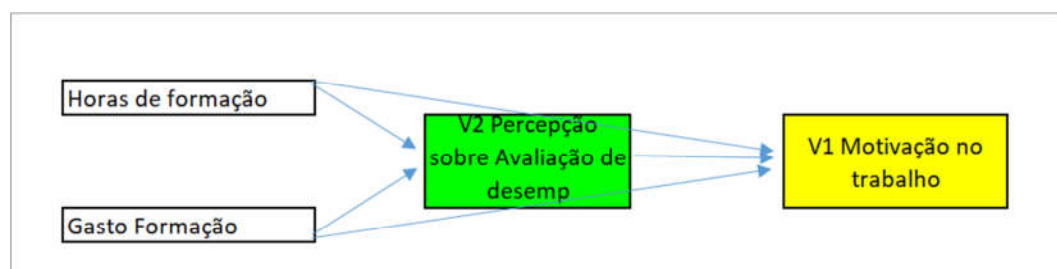 Horas de formação
V2 Percepção
sobre Avaliação de
desemp
V1 Motivação no
trabalho
Gasto Formação